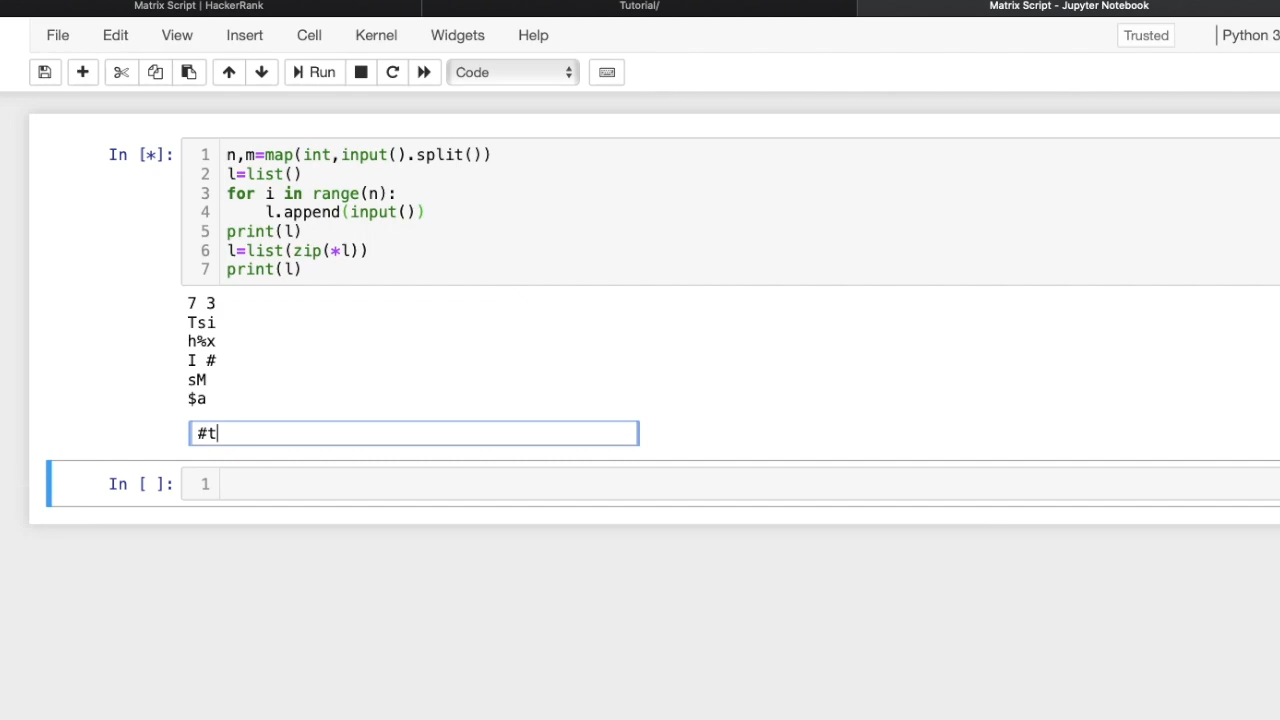 Matrix Script | HackerRank Tutorial/ Matrix Script - Jupyter Notebook
File Edit View Insert Cell Kernel Widgets Help Trusted Python 3
Run Code
In [*]:
1 n,m=map(int,input().split())
2 l=list()
3 for i in range(n):
4     l.append(input())
5 print(l)
6 l=list(zip(*l))
7 print(l)
7 3
Tsi
h%x
I #
sM
$a
#t
In [ ]: 1